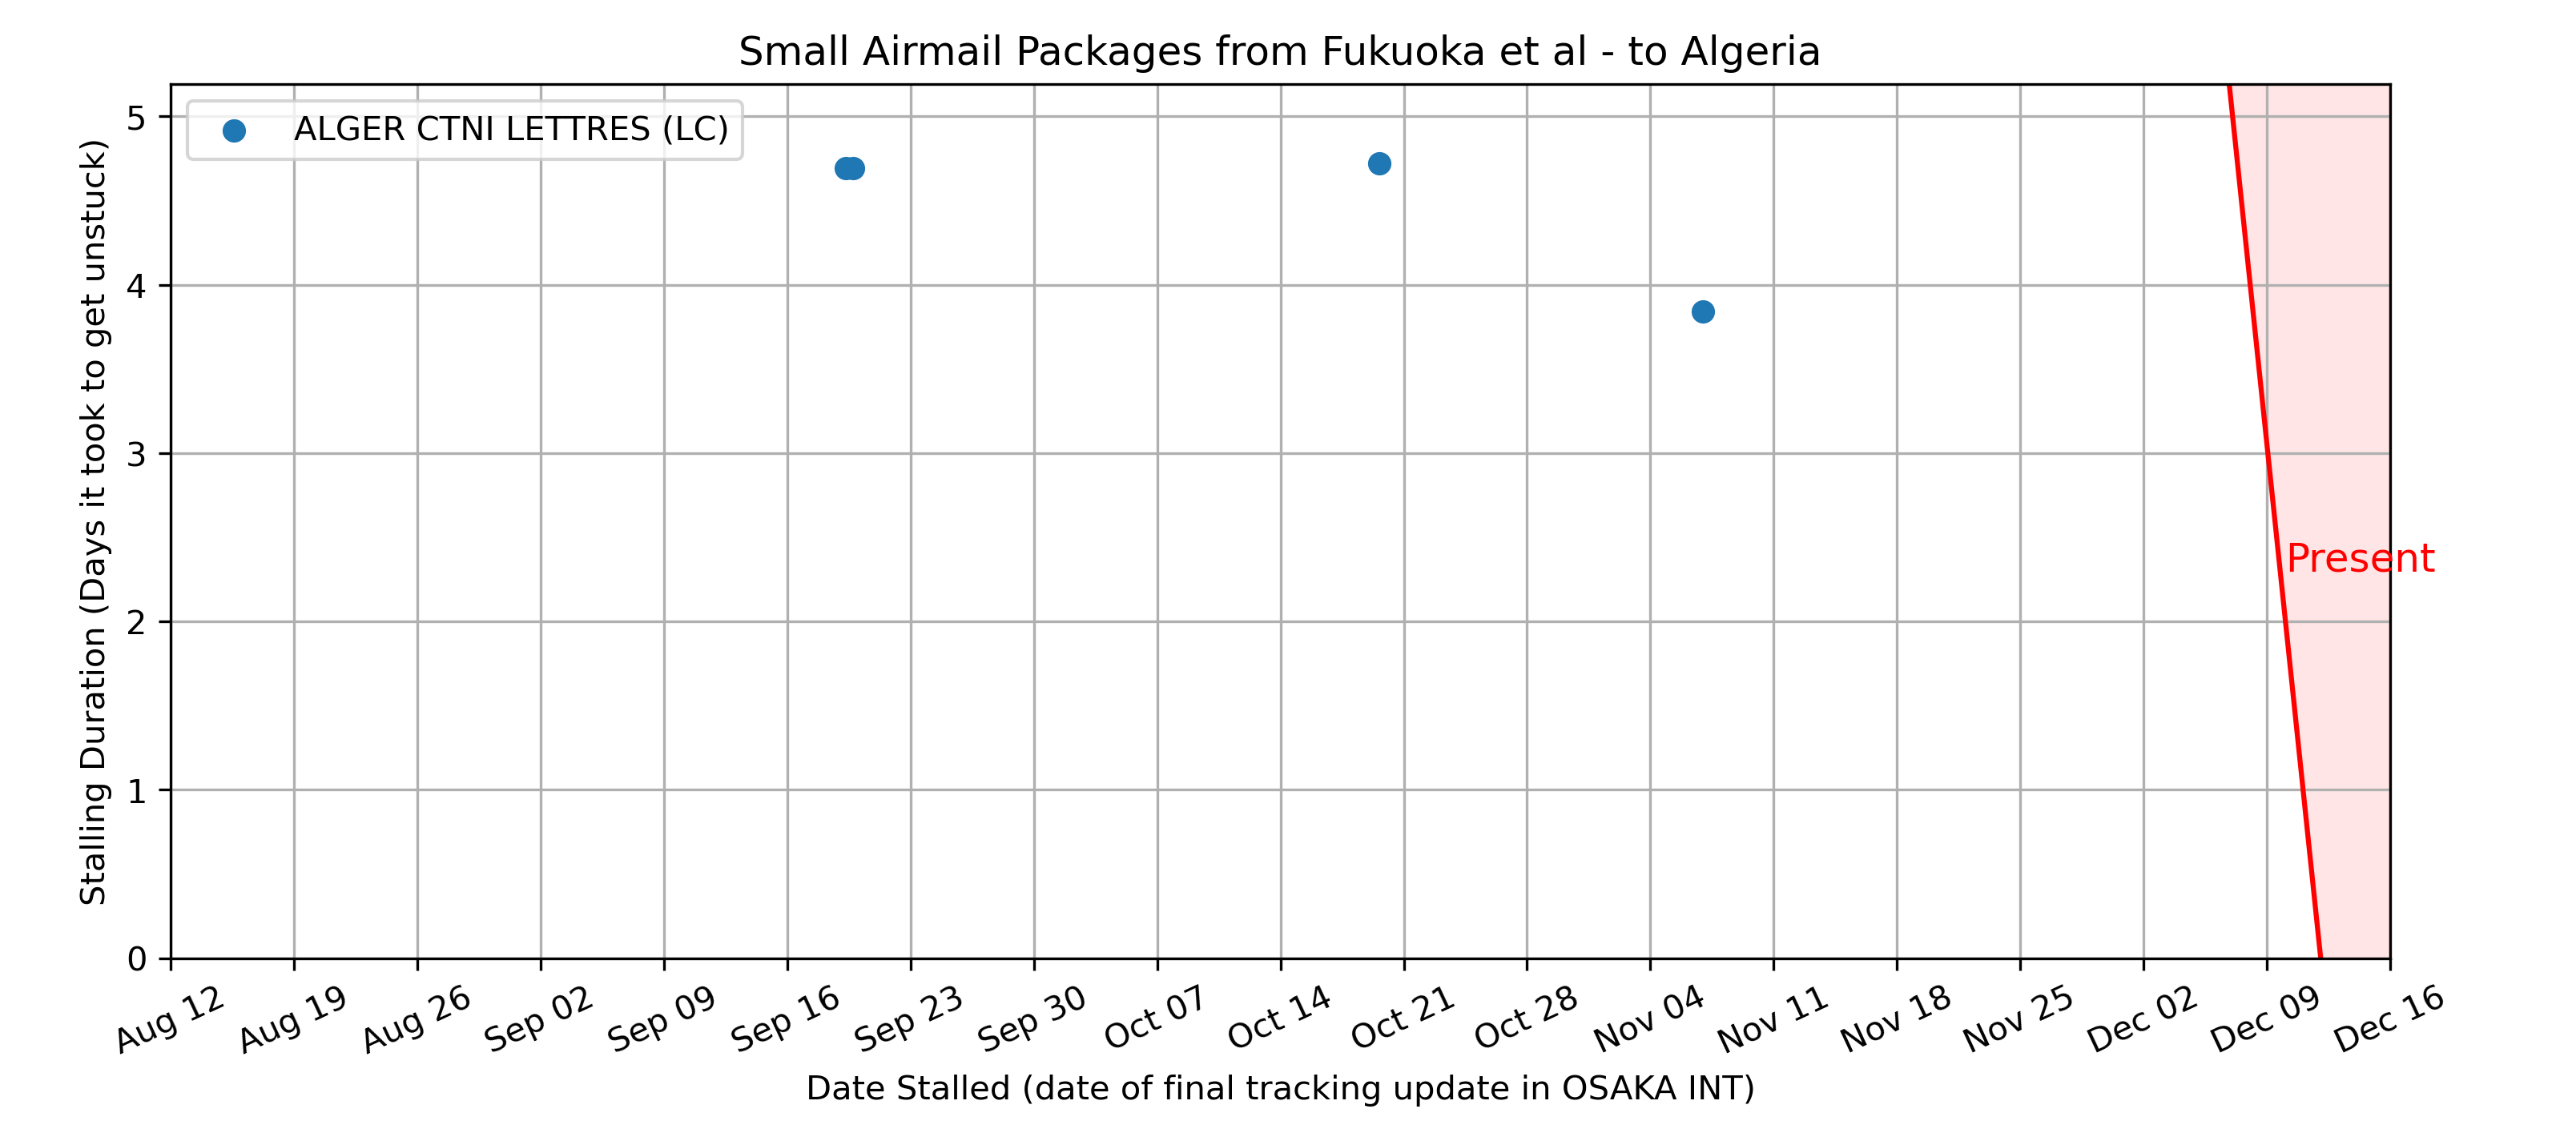 Small Airmail Packages from Fukuoka et al - to Algeria
ALGER CTNI LETTRES (LC)
Stalling Duration (Days it took to get unstuck)
5
4
3
2
1
0
Present
Aug 12
Aug 19
Aug 26
Sep 02
Sep 09
Sep 16
Sep 23
Sep 30
Oct 07
Oct 14
Oct 21
Oct 28
Nov 04
Nov 11
Nov 18
Nov 25
Dec 02
Dec 09
Dec 16
Date Stalled (date of final tracking update in OSAKA INT)